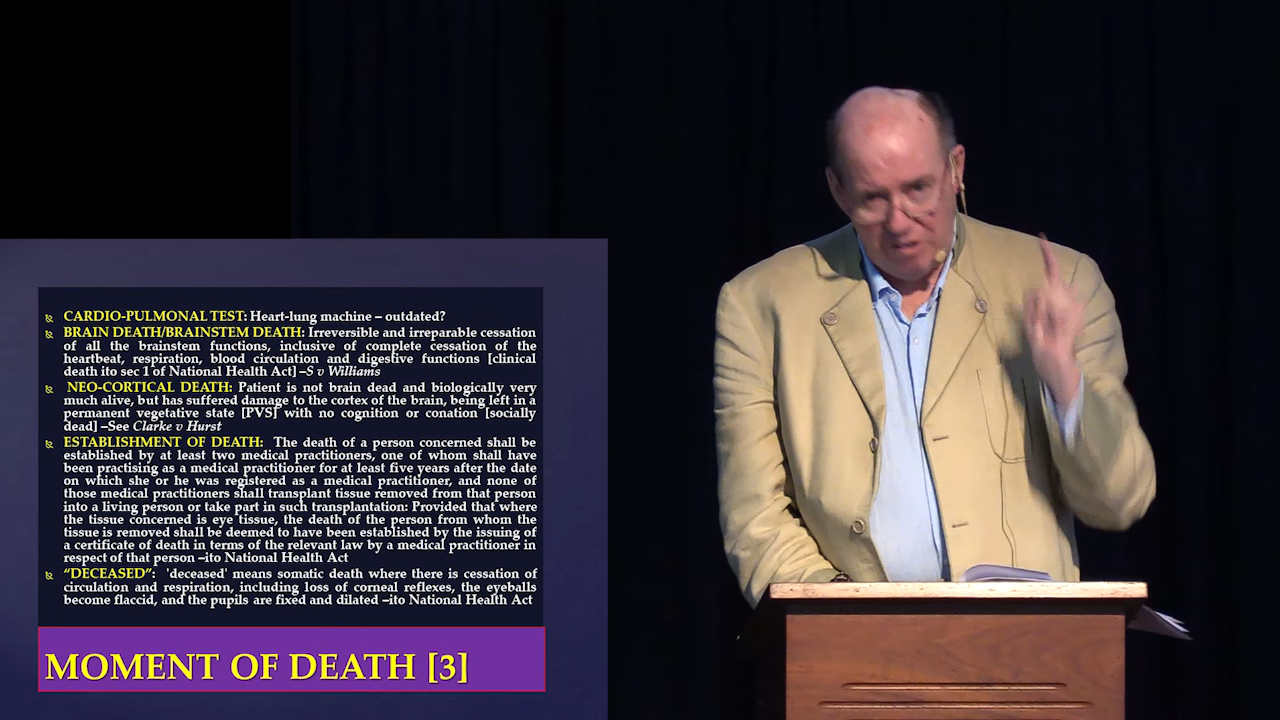 CARDIO-PULMONAL TEST: Heart-lung machine – outdated?
BRAIN DEATH/BRAINSTEM DEATH: Irreversible and irreparable cessation
of all the brainstem functions, inclusive of complete cessation of the
heartbeat, respiration, blood circulation and digestive functions [clinical
death ito sec 1 of National Health Act] –S v Williams
NEO-CORTICAL DEATH: Patient is not brain dead and biologically very
much alive, but has suffered damage to the cortex of the brain, being left in a
permanent vegetative state [PVS] with no cognition or conation [socially
dead] –See Clarke v Hurst
ESTABLISHMENT OF DEATH: The death of a person concerned shall be
established by at least two medical practitioners, one of whom shall have
been practising as a medical practitioner for at least five years after the date
on which she or he was registered as a medical practitioner, and none of
those medical practitioners shall transplant tissue removed from that person
into a living person or take part in such transplantation: Provided that where
the tissue concerned is eye tissue, the death of the person from whom the
tissue is removed shall be deemed to have been established by the issuing of
a certificate of death in terms of the relevant law by a medical practitioner in
respect of that person –ito National Health Act
“DECEASED”: 'deceased' means somatic death where there is cessation of
circulation and respiration, including loss of corneal reflexes, the eyeballs
become flaccid, and the pupils are fixed and dilated –ito National Health Act
MOMENT OF DEATH [3]